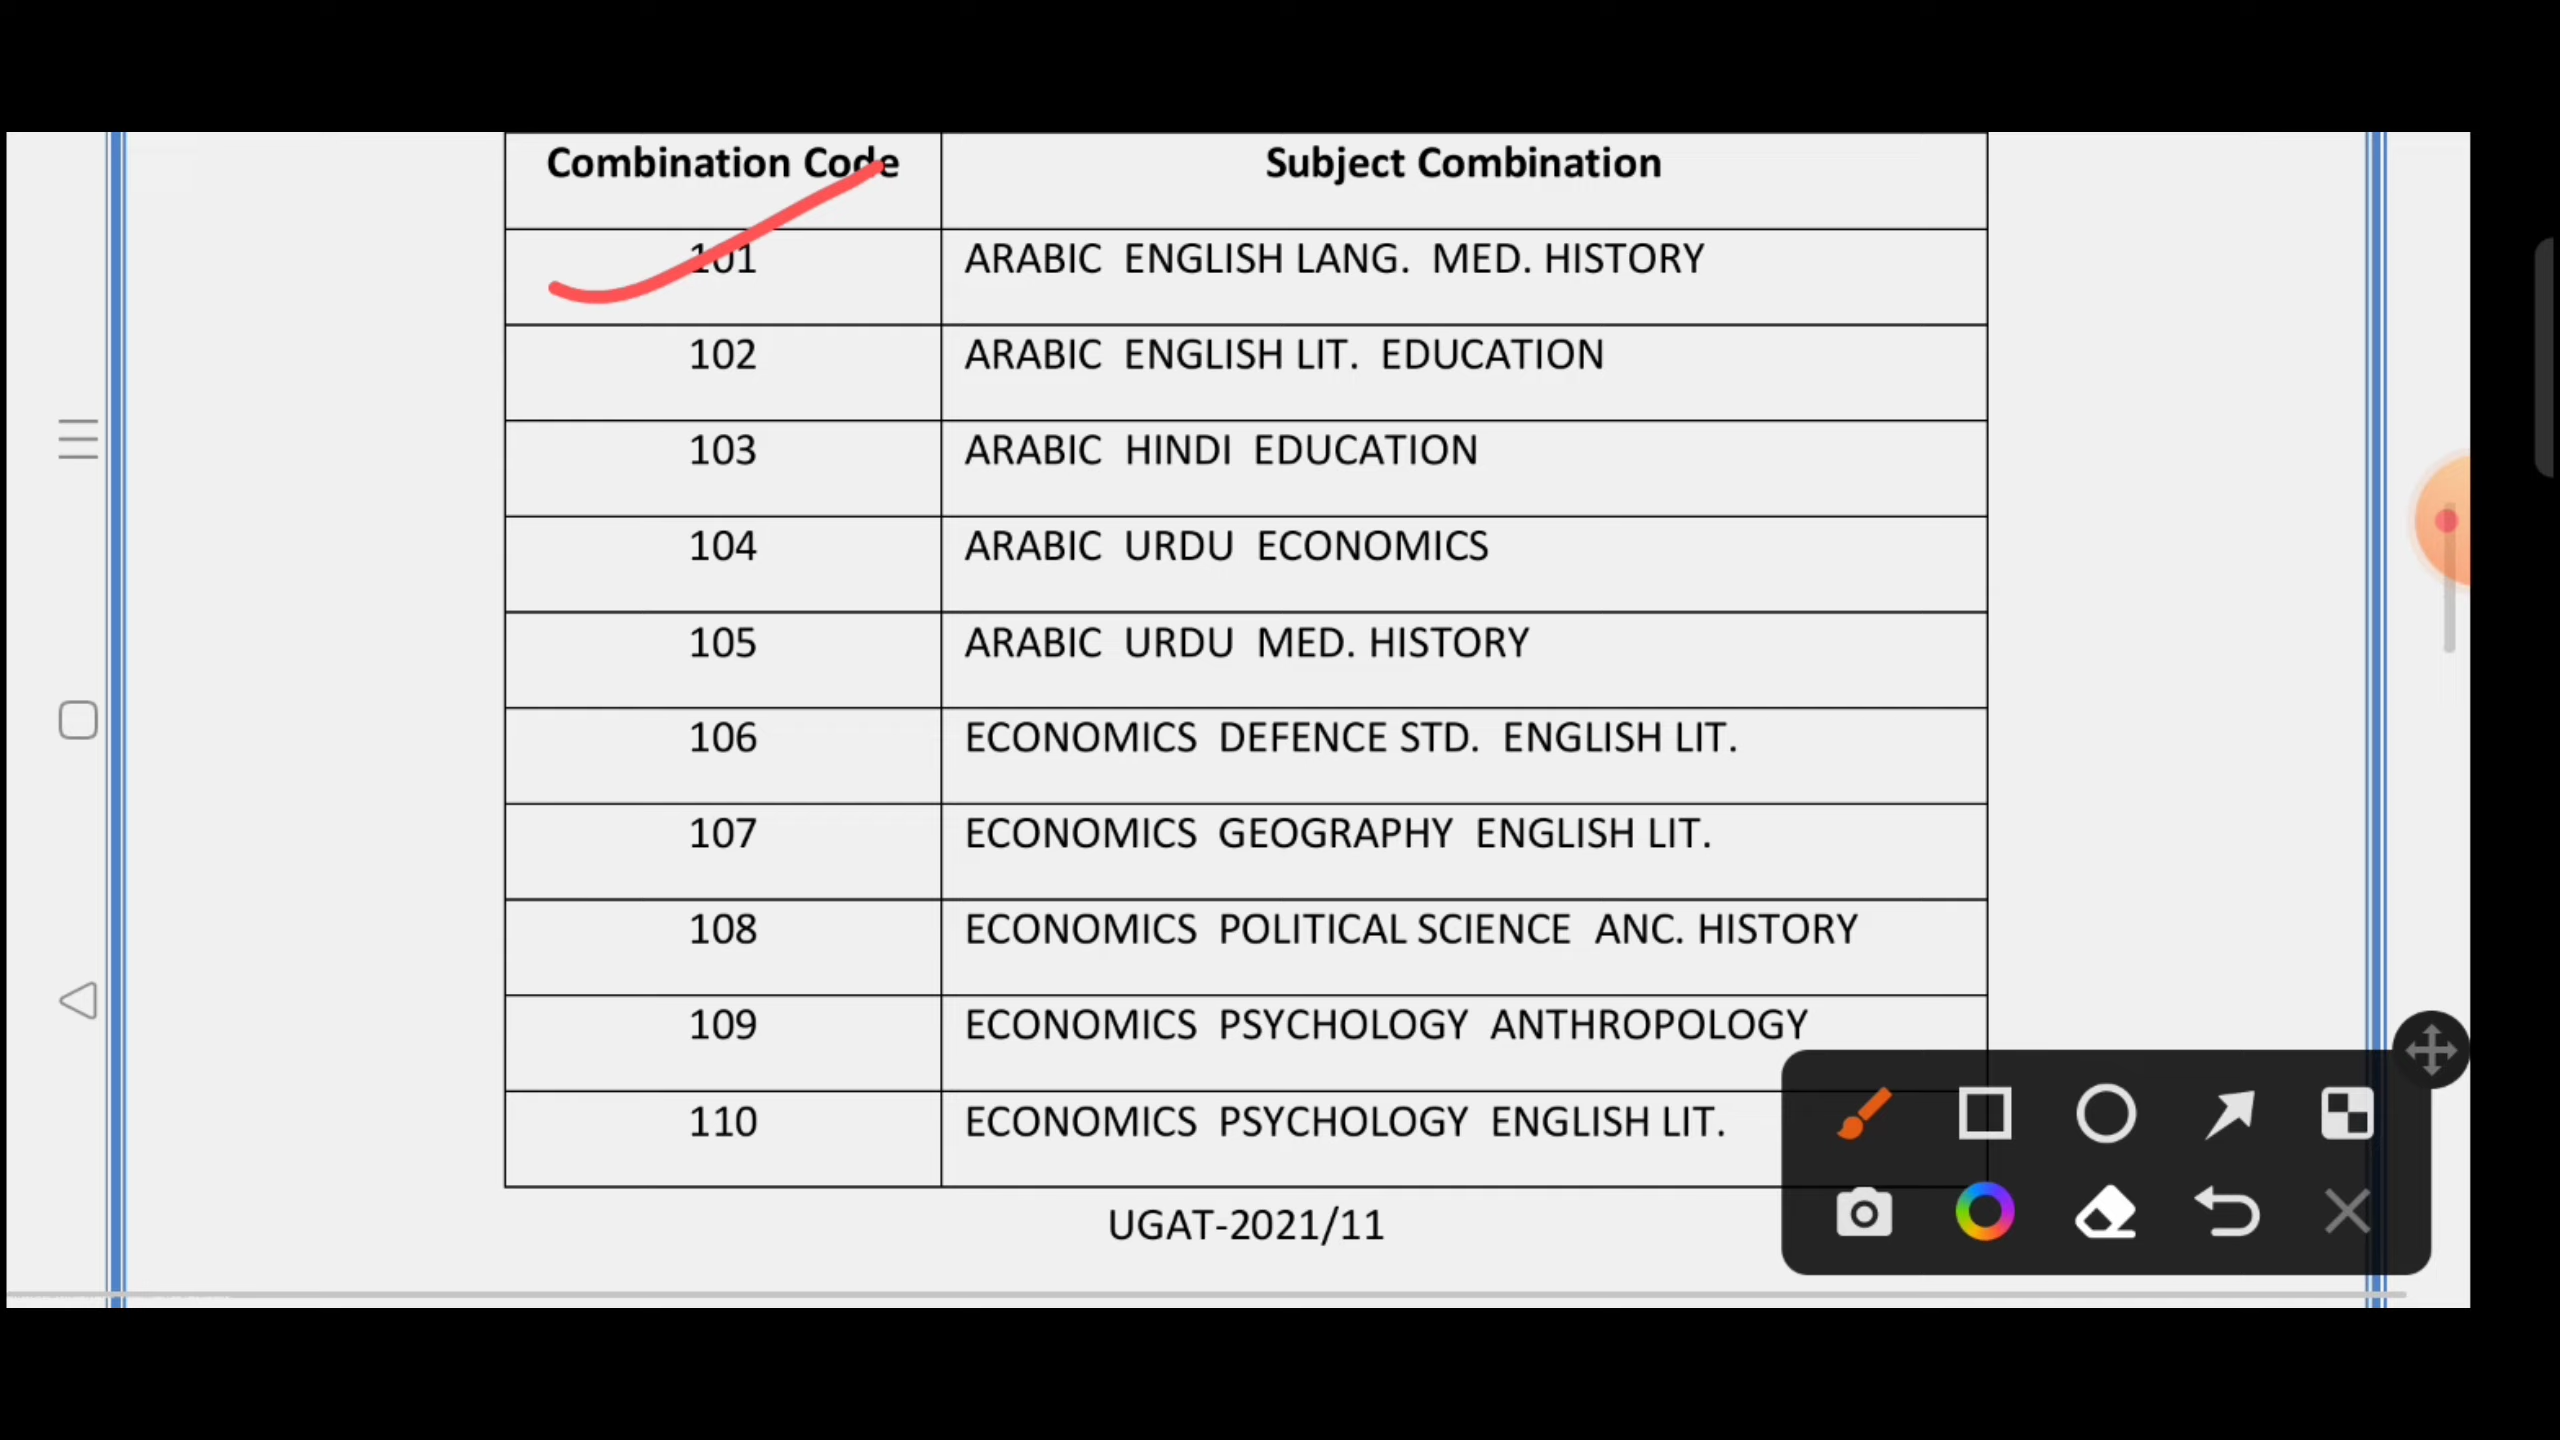 Combination Code Subject Combination
101 ARABIC ENGLISH LANG. MED. HISTORY
102 ARABIC ENGLISH LIT. EDUCATION
103 ARABIC HINDI EDUCATION
104 ARABIC URDU ECONOMICS
105 ARABIC URDU MED. HISTORY
106 ECONOMICS DEFENCE STD. ENGLISH LIT.
107 ECONOMICS GEOGRAPHY ENGLISH LIT.
108 ECONOMICS POLITICAL SCIENCE ANC. HISTORY
109 ECONOMICS PSYCHOLOGY ANTHROPOLOGY
110 ECONOMICS PSYCHOLOGY ENGLISH LIT.
UGAT-2021/11